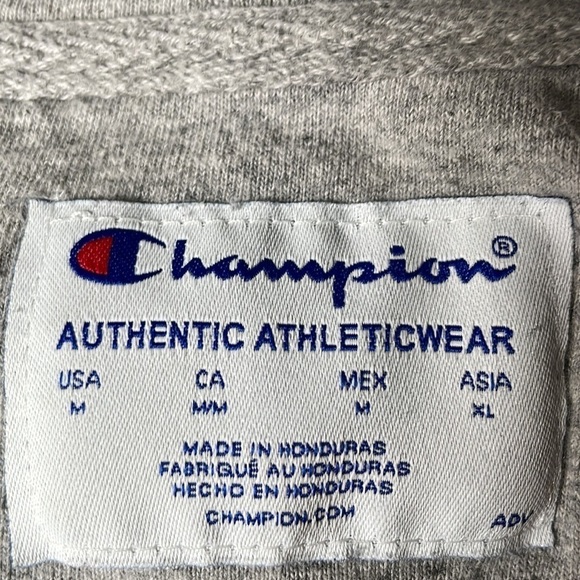 Champion®
AUTHENTIC ATHLETICWEAR
USA CA MEX ASIA
M M/M M XL
MADE IN HONDURAS
FABRIQUÉ AU HONDURAS
HECHO EN HONDURAS
CHAMPION.COM
ADV